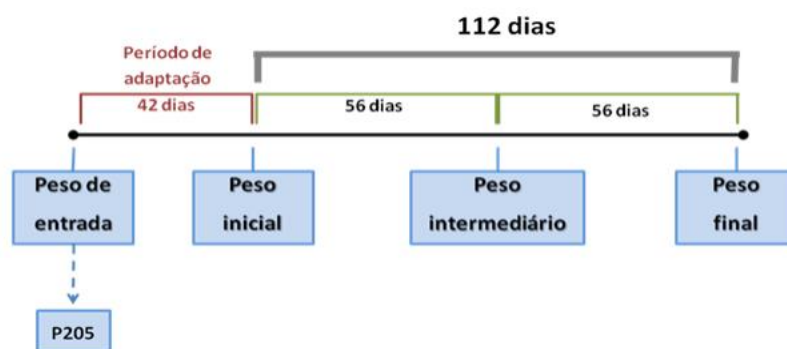 112 dias
Período de
adaptação
42 dias
56 dias
56 dias
Peso de
entrada
Peso
inicial
Peso
intermediário
Peso
final
P205